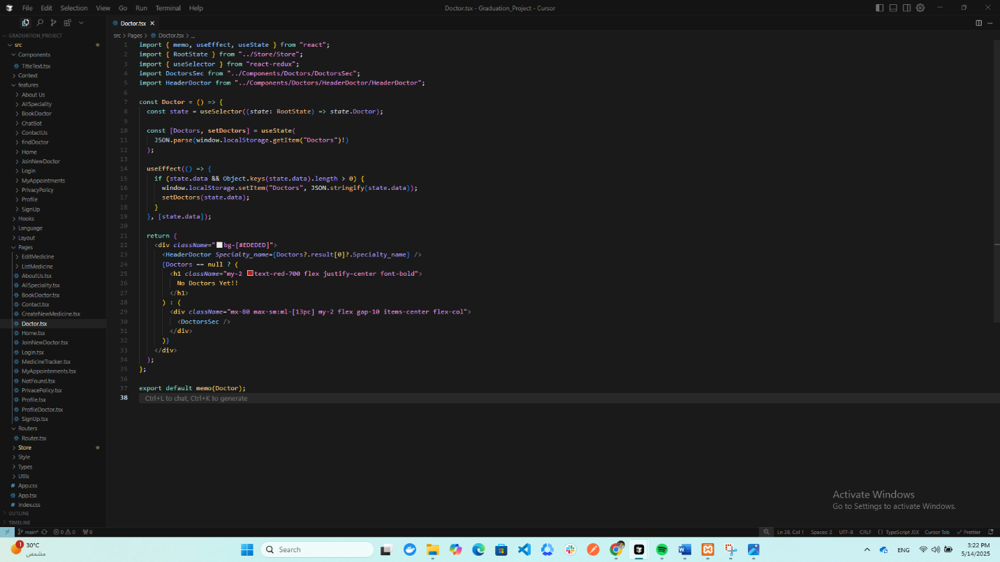 File Edit Selection View Go Run Terminal Help
Doctor.tsx - Graduation_Project - Cursor
GRADUATION_PROJECT
src
Components
TitleText.tsx
Context
features
About Us
AllSpeciality
BookDoctor
ChatBot
ContactUs
findDoctor
Home
JoinNewDoctor
Login
MyAppointments
PrivacyPolicy
Profile
SignUp
Hooks
Language
Layout
Pages
EditMedicine
ListMedicine
AboutUs.tsx
AllSpeciality.tsx
BookDoctor.tsx
Contact.tsx
CreateNewMedicine.tsx
Doctor.tsx
Home.tsx
JoinNewDoctor.tsx
Login.tsx
MedicineTracker.tsx
MyAppointements.tsx
NotFound.tsx
PrivacePolicy.tsx
Profile.tsx
ProfileDoctor.tsx
SignUp.tsx
Routers
Router.tsx
Store
Style
Types
Utils
App.css
App.tsx
index.css
OUTLINE
TIMELINE
Doctor.tsx
src > Pages > Doctor.tsx > ...
1 import { memo, useEffect, useState } from "react";
2 import { RootState } from "../Store/Store";
3 import { useSelector } from "react-redux";
4 import DoctorsSec from "../Components/Doctors/DoctorsSec";
5 import HeaderDoctor from "../Components/Doctors/HeaderDoctor/HeaderDoctor";
6
7 const Doctor = () => {
8 const state = useSelector((state: RootState) => state.Doctor);
9
10 const [Doctors, setDoctors] = useState(
11 JSON.parse(window.localStorage.getItem("Doctors")!)
12 );
13
14 useEffect(() => {
15 if (state.data && Object.keys(state.data).length > 0) {
16 window.localStorage.setItem("Doctors", JSON.stringify(state.data));
17 setDoctors(state.data);
18 }
19 }, [state.data]);
20
21 return (
22 <div className="bg-[#EDEDED]">
23 <HeaderDoctor Specialty_name={Doctors?.result[0]?.Specialty_name} />
24 {Doctors == null ? (
25 <h1 className="my-2 text-red-700 flex justify-center font-bold">
26 No Doctors Yet!!
27 </h1>
28 ) : (
29 <div className="mx-80 max-sm:ml-[13pc] my-2 flex gap-10 items-center flex-col">
30 <DoctorsSec />
31 </div>
32 )}
33 </div>
34 );
35 };
36
37 export default memo(Doctor);
38 Ctrl+L to chat, Ctrl+K to generate
Activate Windows
Go to Settings to activate Windows.
main* 0 0 0
Ln 38, Col 1 Spaces: 2 UTF-8 CRLF {} TypeScript JSX Cursor Tab Prettier
1 30°C
مشمس
Search
ENG
3:22 PM
5/14/2025